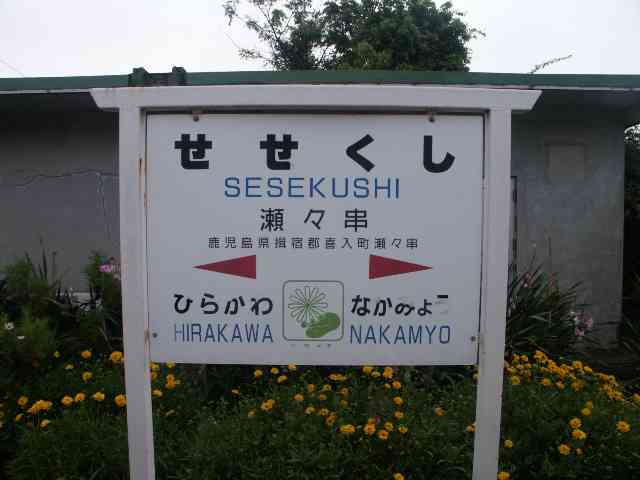 せせくし
SESEKUSHI
瀬々串
鹿児島県揖宿郡喜入町瀬々串
ひらかわ なかみょう
HIRAKAWA NAKAMYO